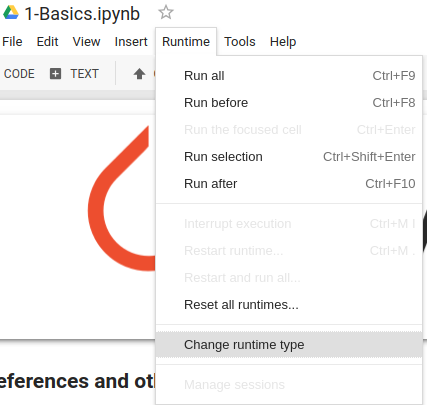 1-Basics.ipynb
File Edit View Insert Runtime Tools Help
CODE TEXT
Run all Ctrl+F9
Run before Ctrl+F8
Run the focused cell Ctrl+Enter
Run selection Ctrl+Shift+Enter
Run after Ctrl+F10
Interrupt execution Ctrl+M I
Restart runtime... Ctrl+M .
Restart and run all...
Reset all runtimes...
Change runtime type
eferences and oth
Manage sessions